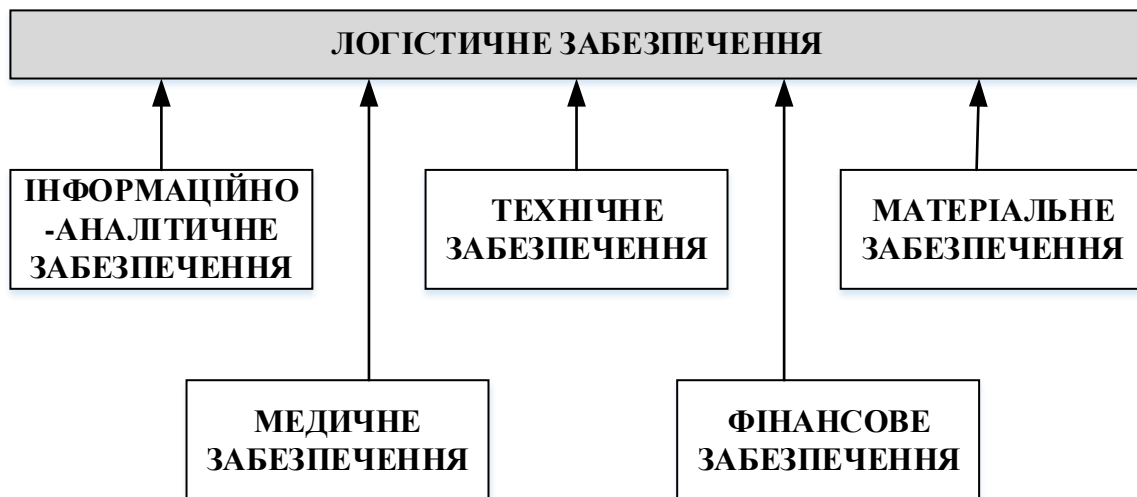 ЛОГІСТИЧНЕ ЗАБЕЗПЕЧЕННЯ
ІНФОРМАЦІЙНО
-АНАЛІТИЧНЕ
ЗАБЕЗПЕЧЕННЯ
ТЕХНІЧНЕ
ЗАБЕЗПЕЧЕННЯ
МАТЕРІАЛЬНЕ
ЗАБЕЗПЕЧЕННЯ
МЕДИЧНЕ
ЗАБЕЗПЕЧЕННЯ
ФІНАНСОВЕ
ЗАБЕЗПЕЧЕННЯ